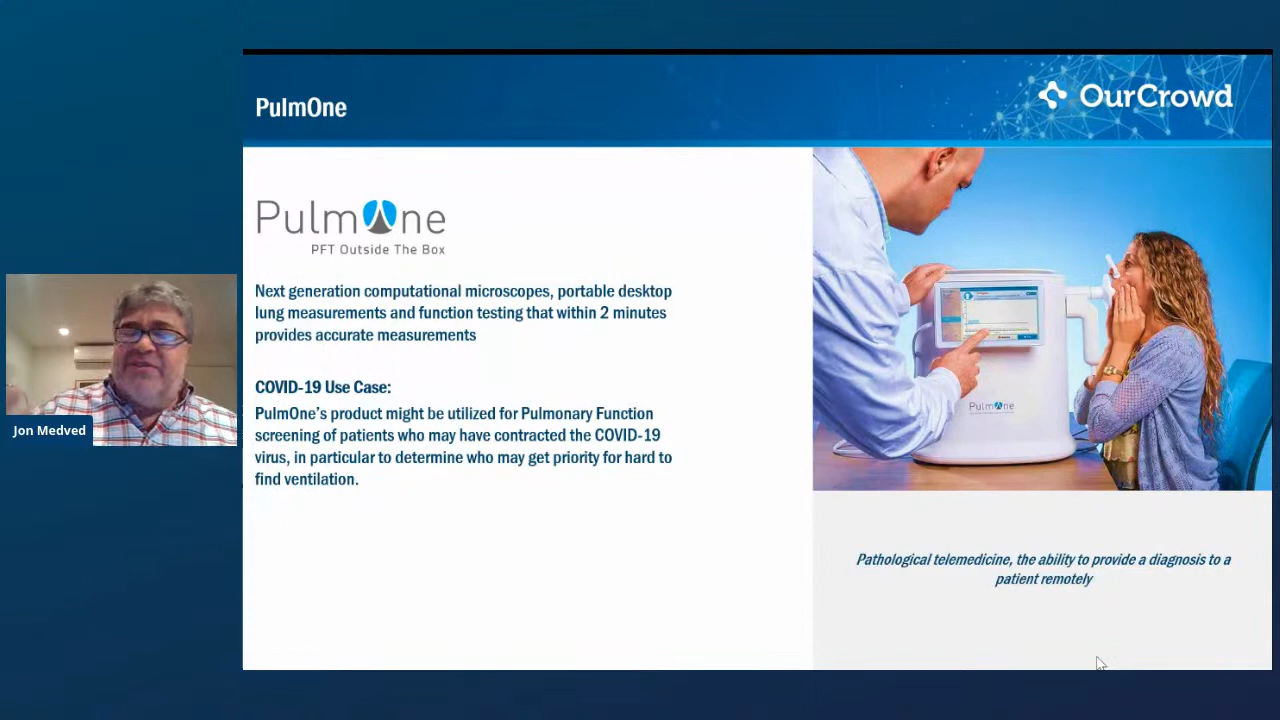 PulmOne
OurCrowd
PulmOne
PFT Outside The Box
Next generation computational microscopes, portable desktop
lung measurements and function testing that within 2 minutes
provides accurate measurements
COVID-19 Use Case:
PulmOne's product might be utilized for Pulmonary Function
screening of patients who may have contracted the COVID-19
virus, in particular to determine who may get priority for hard to
find ventilation.
PulmOne
Pathological telemedicine, the ability to provide a diagnosis to a
patient remotely
Jon Medved